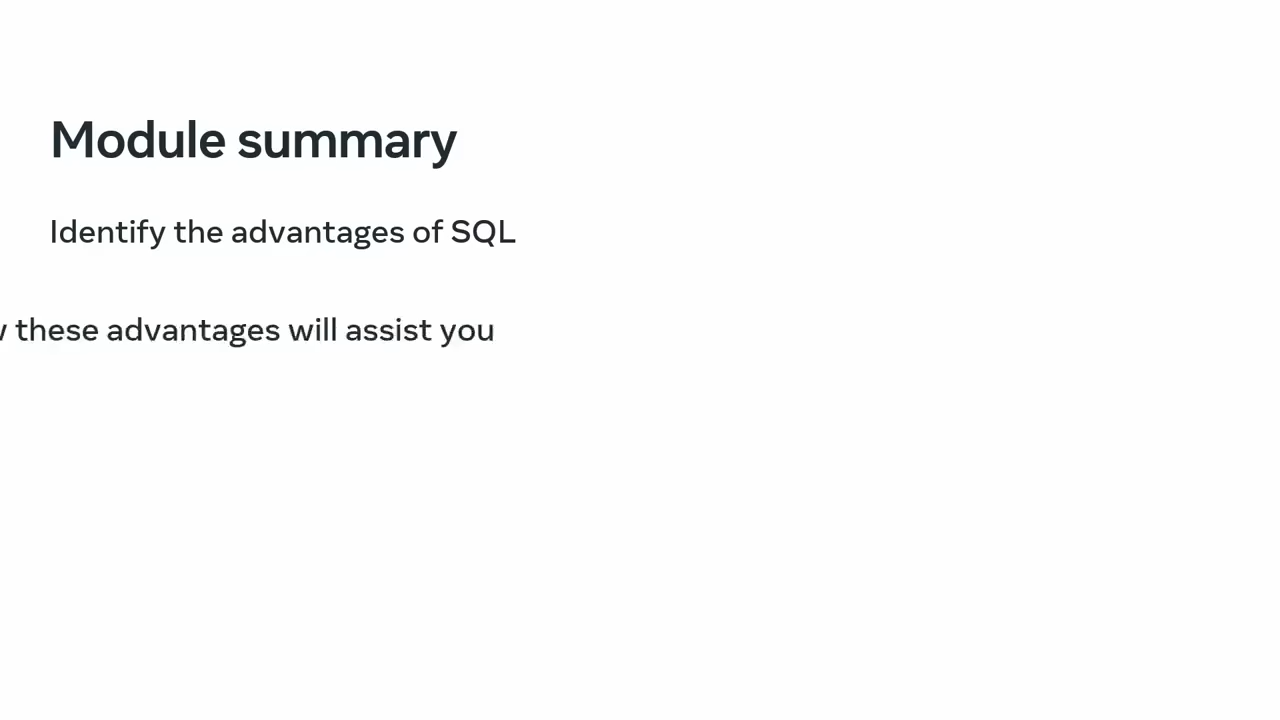 Module summary
Identify the advantages of SQL
these advantages will assist you